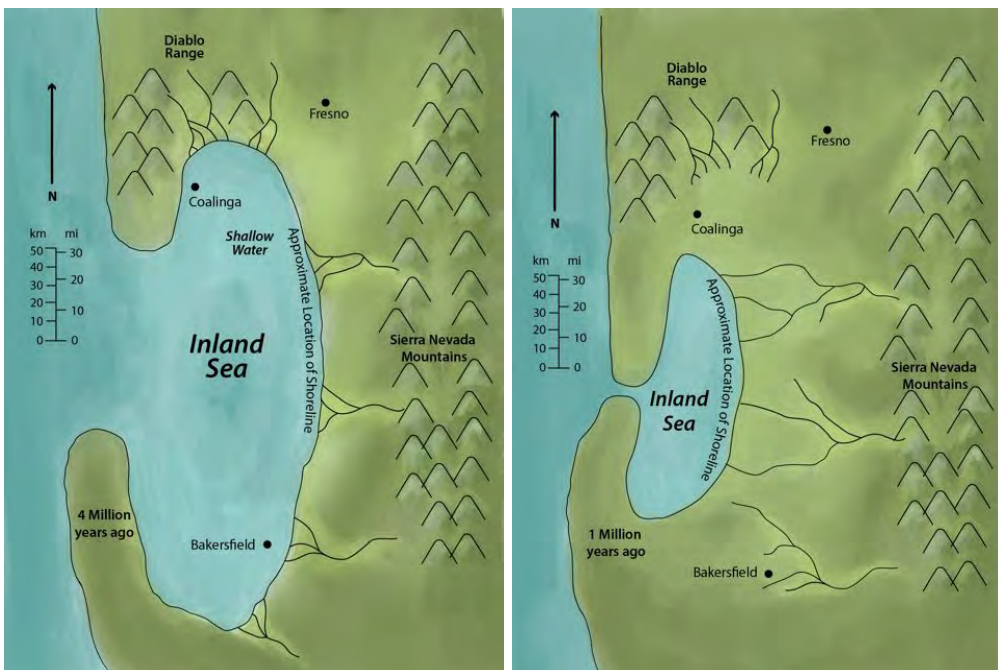 Diablo
Range
Fresno
N
Coalinga
Shallow
Water
km mi
50 30
40
30 20
20
10 10
0 0
Approximate Location of Shoreline
Inland
Sea
Sierra Nevada
Mountains
4 Million
years ago
Bakersfield
Diablo
Range
Fresno
N
Coalinga
km mi
50 30
40
30 20
20
10 10
0 0
Approximate Location of Shoreline
Sierra Nevada
Mountains
Inland
Sea
1 Million
years ago
Bakersfield